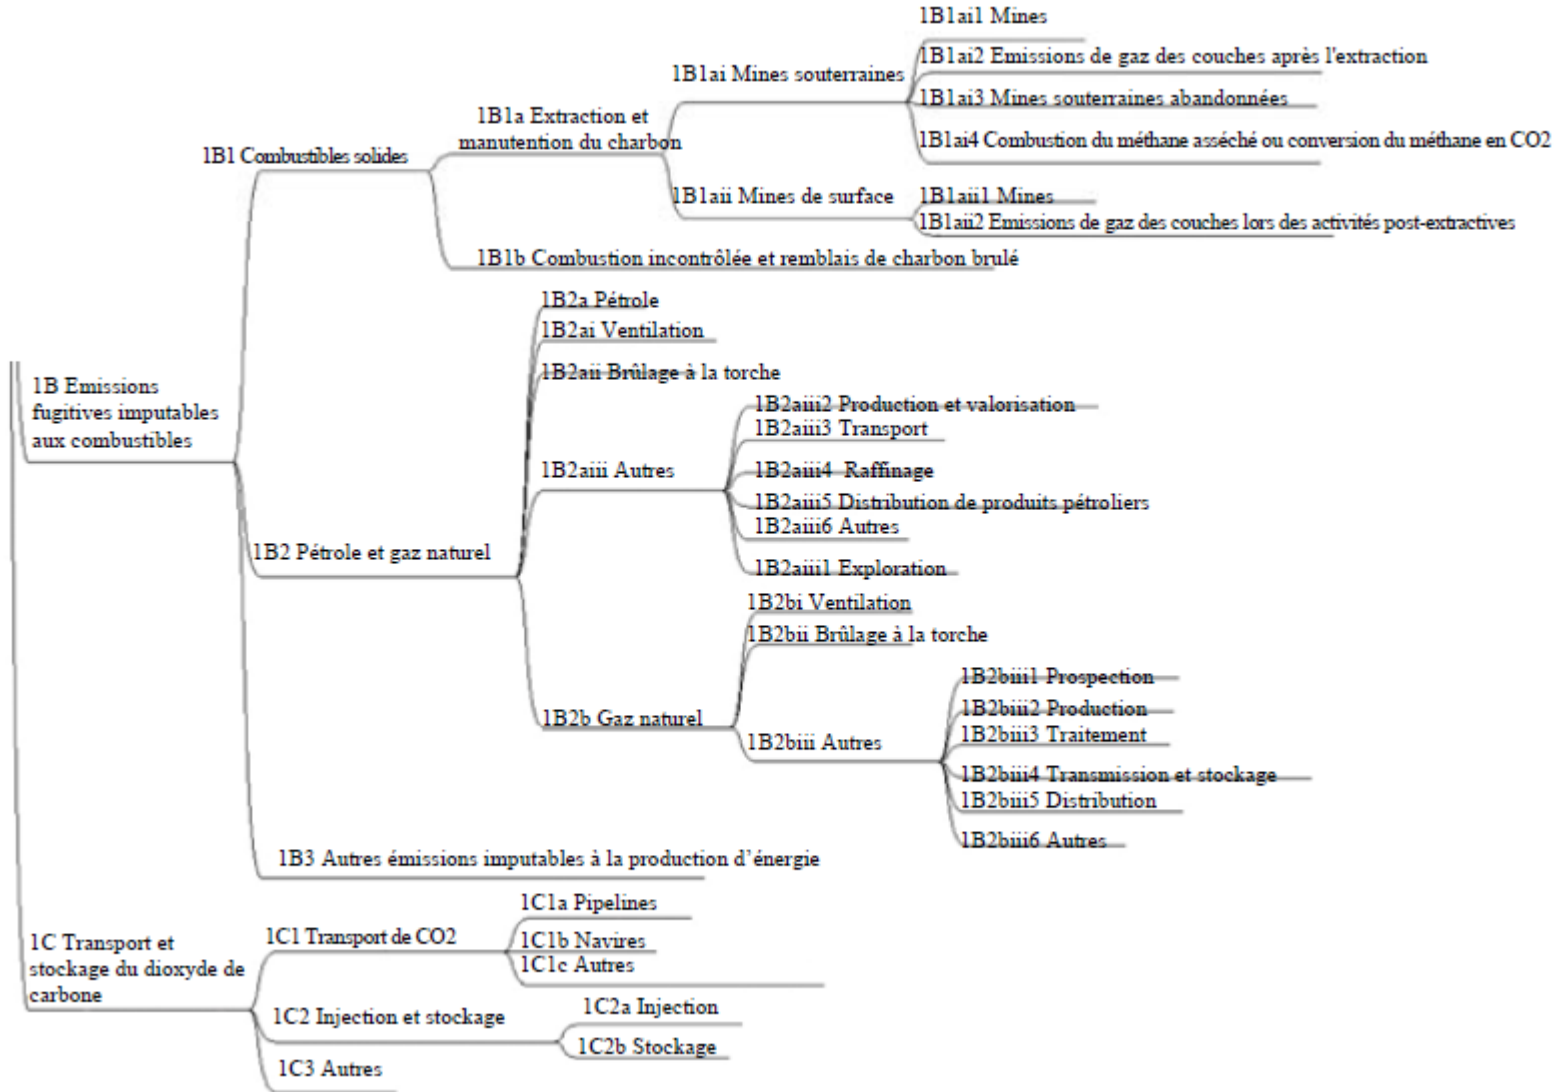 1B1ai1 Mines
1B1ai2 Emissions de gaz des couches après l'extraction
1B1ai Mines souterraines
1B1ai3 Mines souterraines abandonnées
1B1a Extraction et
manutention du charbon
1B1ai4 Combustion du méthane asséché ou conversion du méthane en CO2
1B1 Combustibles solides
1B1aii Mines de surface
1B1aii1 Mines
1B1aii2 Emissions de gaz des couches lors des activités post-extractives
1B1b Combustion incontrôlée et remblais de charbon brulé
1B2a Pétrole
1B2ai Ventilation
1B2aii Brûlage à la torche
1B Emissions
fugitives imputables
aux combustibles
1B2aiii2 Production et valorisation
1B2aiii3 Transport
1B2aiii Autres
1B2aiii4 Raffinage
1B2aiii5 Distribution de produits pétroliers
1B2aiii6 Autres
1B2 Pétrole et gaz naturel
1B2aiii1 Exploration
1B2bi Ventilation
1B2bii Brûlage à la torche
1B2biii1 Prospection
1B2biii2 Production
1B2b Gaz naturel
1B2biii3 Traitement
1B2biii Autres
1B2biii4 Transmission et stockage
1B2biii5 Distribution
1B2biii6 Autres
1B3 Autres émissions imputables à la production d’énergie
1C1a Pipelines
1C1 Transport de CO2
1C1b Navires
1C1c Autres
1C Transport et
stockage du dioxyde de
carbone
1C2a Injection
1C2 Injection et stockage
1C2b Stockage
1C3 Autres